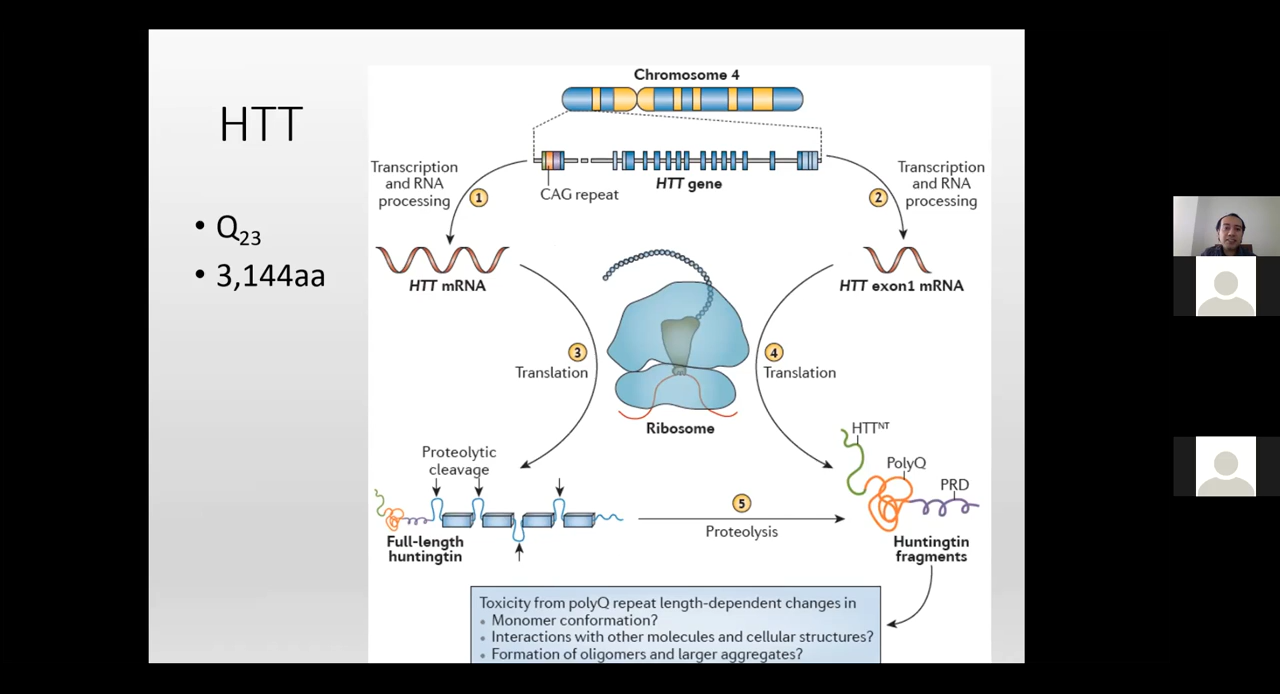 HTT
• Q23
• 3,144aa
Chromosome 4
Transcription
and RNA
processing
1
CAG repeat
HTT gene
2
Transcription
and RNA
processing
HTT mRNA
HTT exon1 mRNA
3
Translation
4
Translation
Ribosome
HTTNT
PolyQ
PRD
Proteolytic
cleavage
5
Proteolysis
Full-length
huntingtin
Huntingtin
fragments
Toxicity from polyQ repeat length-dependent changes in
• Monomer conformation?
• Interactions with other molecules and cellular structures?
• Formation of oligomers and larger aggregates?